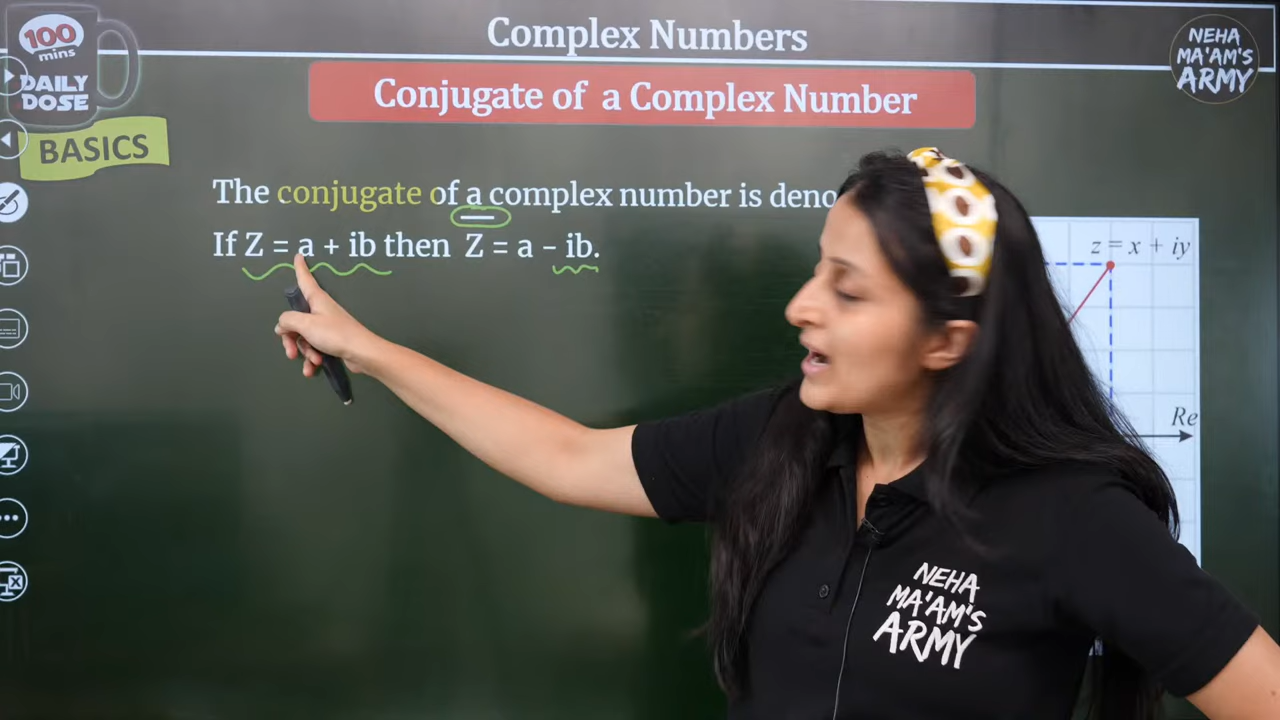 100
mins
DAILY
DOSE
BASICS
Complex Numbers
NEHA
MA'AM'S
ARMY
Conjugate of a Complex Number
The conjugate of a complex number is deno
If Z = a + ib then Z̅ = a − ib.
z = x + iy
Re
NEHA
MA'AM'S
ARMY